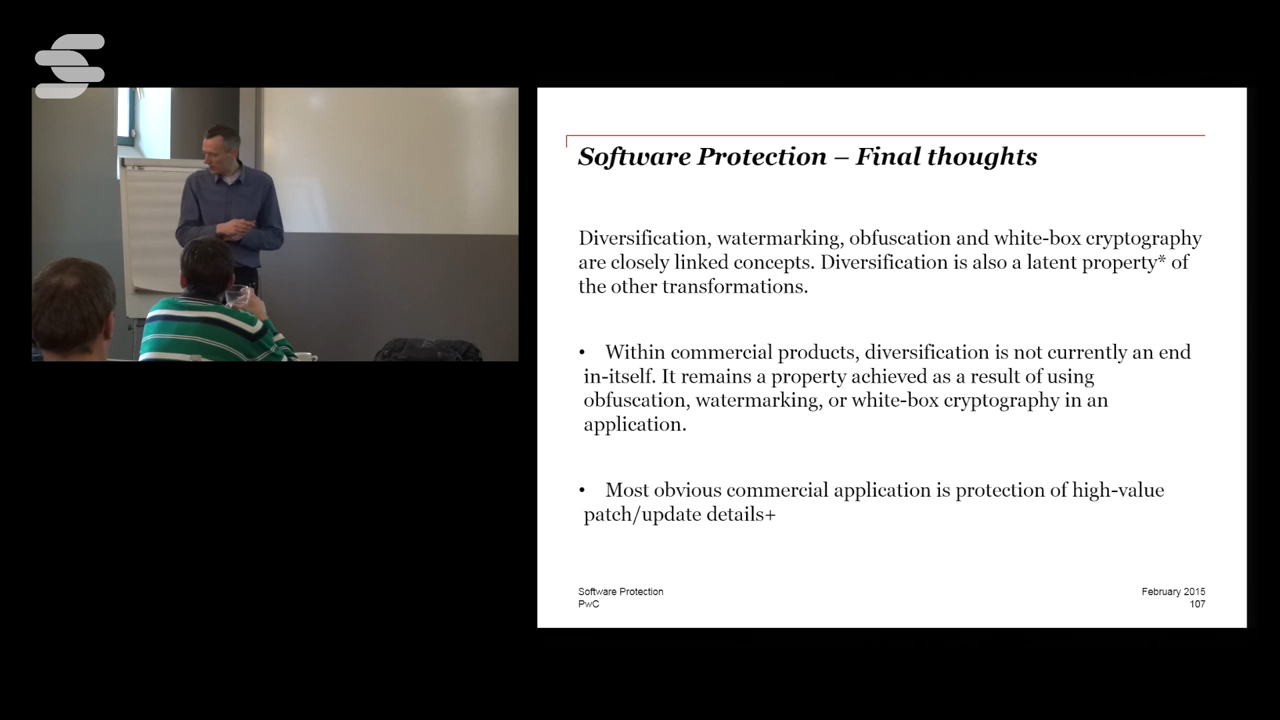 Software Protection – Final thoughts
Diversification, watermarking, obfuscation and white-box cryptography
are closely linked concepts. Diversification is also a latent property* of
the other transformations.
• Within commercial products, diversification is not currently an end
in-itself. It remains a property achieved as a result of using
obfuscation, watermarking, or white-box cryptography in an
application.
• Most obvious commercial application is protection of high-value
patch/update details+
Software Protection
PwC
February 2015
107